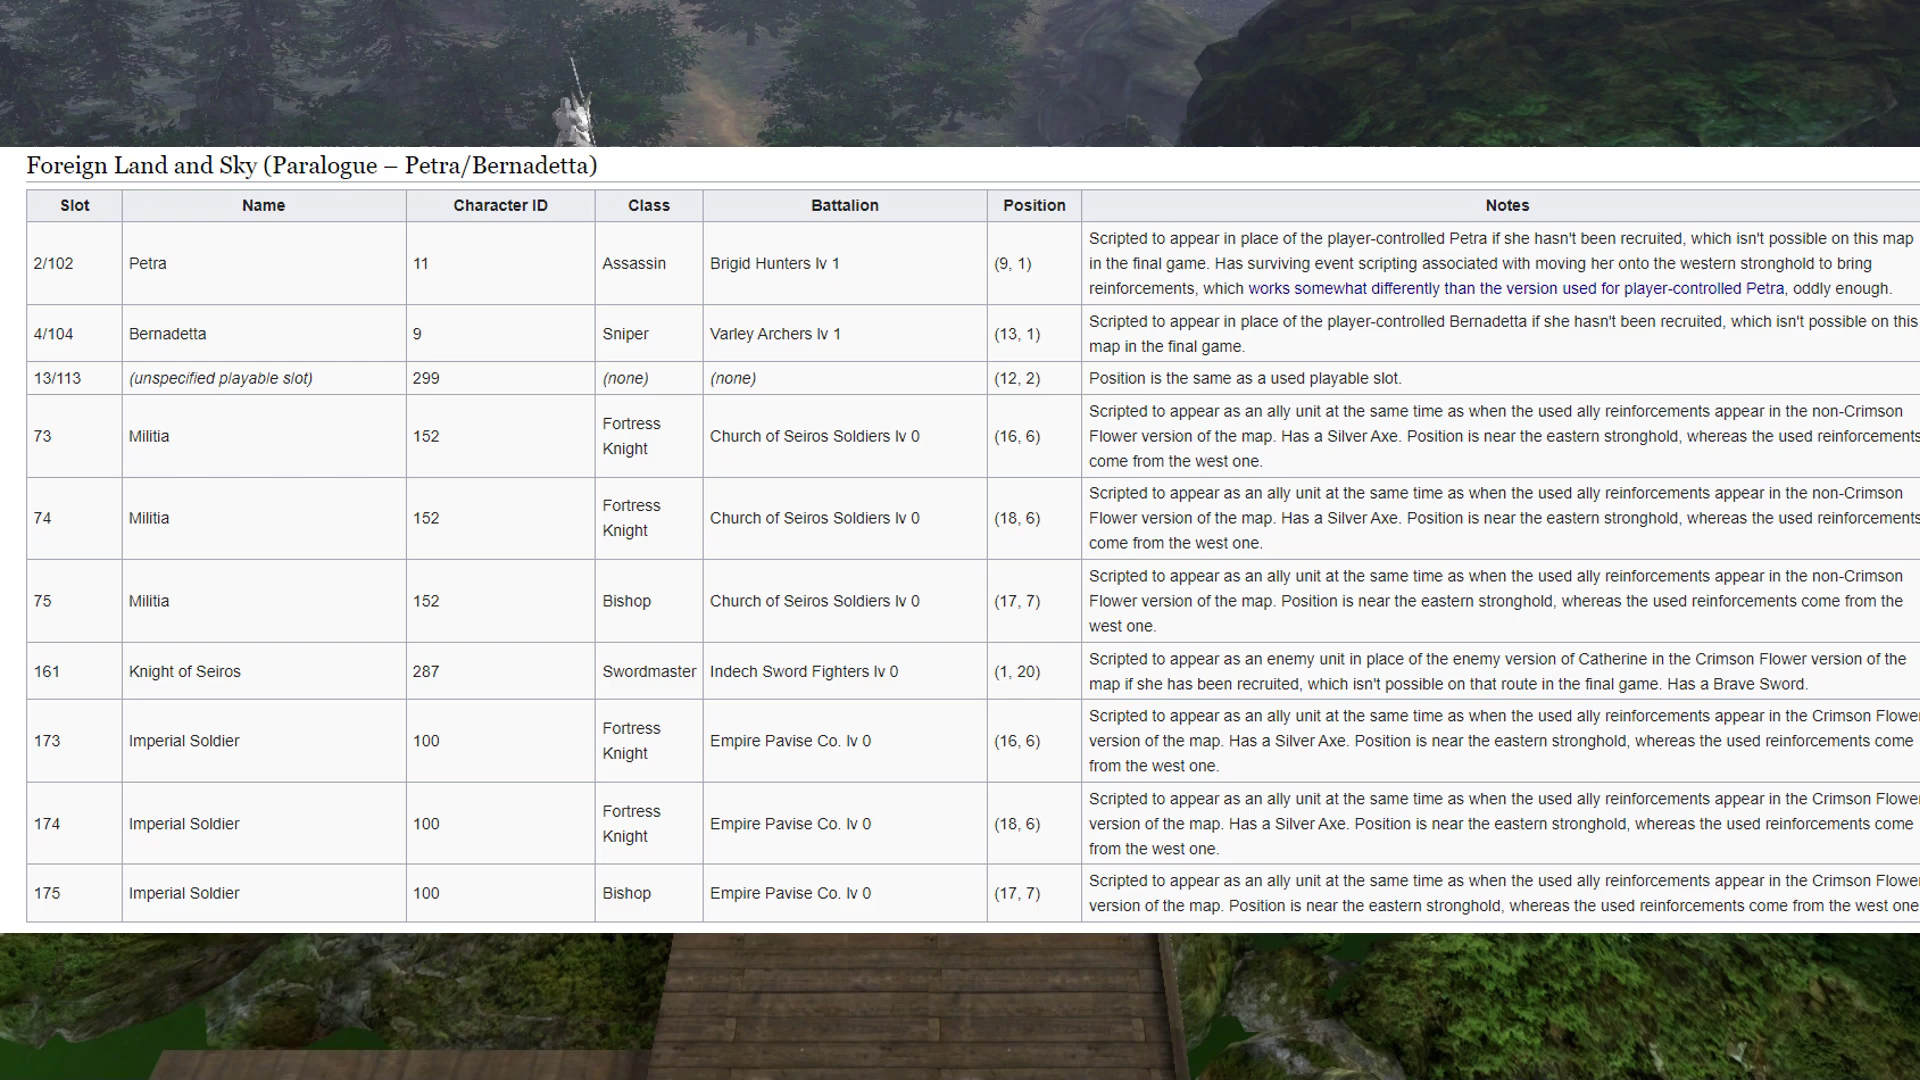 Foreign Land and Sky (Paralogue – Petra/Bernadetta)
Slot Name Character ID Class Battalion Position Notes
2/102 Petra 11 Assassin Brigid Hunters lv 1 (9, 1) Scripted to appear in place of the player-controlled Petra if she hasn't been recruited, which isn't possible on this map
in the final game. Has surviving event scripting associated with moving her onto the western stronghold to bring
reinforcements, which works somewhat differently than the version used for player-controlled Petra, oddly enough.
4/104 Bernadetta 9 Sniper Varley Archers lv 1 (13, 1) Scripted to appear in place of the player-controlled Bernadetta if she hasn't been recruited, which isn't possible on this
map in the final game.
13/113 (unspecified playable slot) 299 (none) (none) (12, 2) Position is the same as a used playable slot.
73 Militia 152 Fortress Knight Church of Seiros Soldiers lv 0 (16, 6) Scripted to appear as an ally unit at the same time as when the used ally reinforcements appear in the non-Crimson
Flower version of the map. Has a Silver Axe. Position is near the eastern stronghold, whereas the used reinforcements
come from the west one.
74 Militia 152 Fortress Knight Church of Seiros Soldiers lv 0 (18, 6) Scripted to appear as an ally unit at the same time as when the used ally reinforcements appear in the non-Crimson
Flower version of the map. Has a Silver Axe. Position is near the eastern stronghold, whereas the used reinforcements
come from the west one.
75 Militia 152 Bishop Church of Seiros Soldiers lv 0 (17, 7) Scripted to appear as an ally unit at the same time as when the used ally reinforcements appear in the non-Crimson
Flower version of the map. Position is near the eastern stronghold, whereas the used reinforcements come from the
west one.
161 Knight of Seiros 287 Swordmaster Indech Sword Fighters lv 0 (1, 20) Scripted to appear as an enemy unit in place of the enemy version of Catherine in the Crimson Flower version of the
map if she has been recruited, which isn't possible on that route in the final game. Has a Brave Sword.
173 Imperial Soldier 100 Fortress Knight Empire Pavise Co. lv 0 (16, 6) Scripted to appear as an ally unit at the same time as when the used ally reinforcements appear in the Crimson Flower
version of the map. Has a Silver Axe. Position is near the eastern stronghold, whereas the used reinforcements come
from the west one.
174 Imperial Soldier 100 Fortress Knight Empire Pavise Co. lv 0 (18, 6) Scripted to appear as an ally unit at the same time as when the used ally reinforcements appear in the Crimson Flower
version of the map. Has a Silver Axe. Position is near the eastern stronghold, whereas the used reinforcements come
from the west one.
175 Imperial Soldier 100 Bishop Empire Pavise Co. lv 0 (17, 7) Scripted to appear as an ally unit at the same time as when the used ally reinforcements appear in the Crimson Flower
version of the map. Position is near the eastern stronghold, whereas the used reinforcements come from the west one